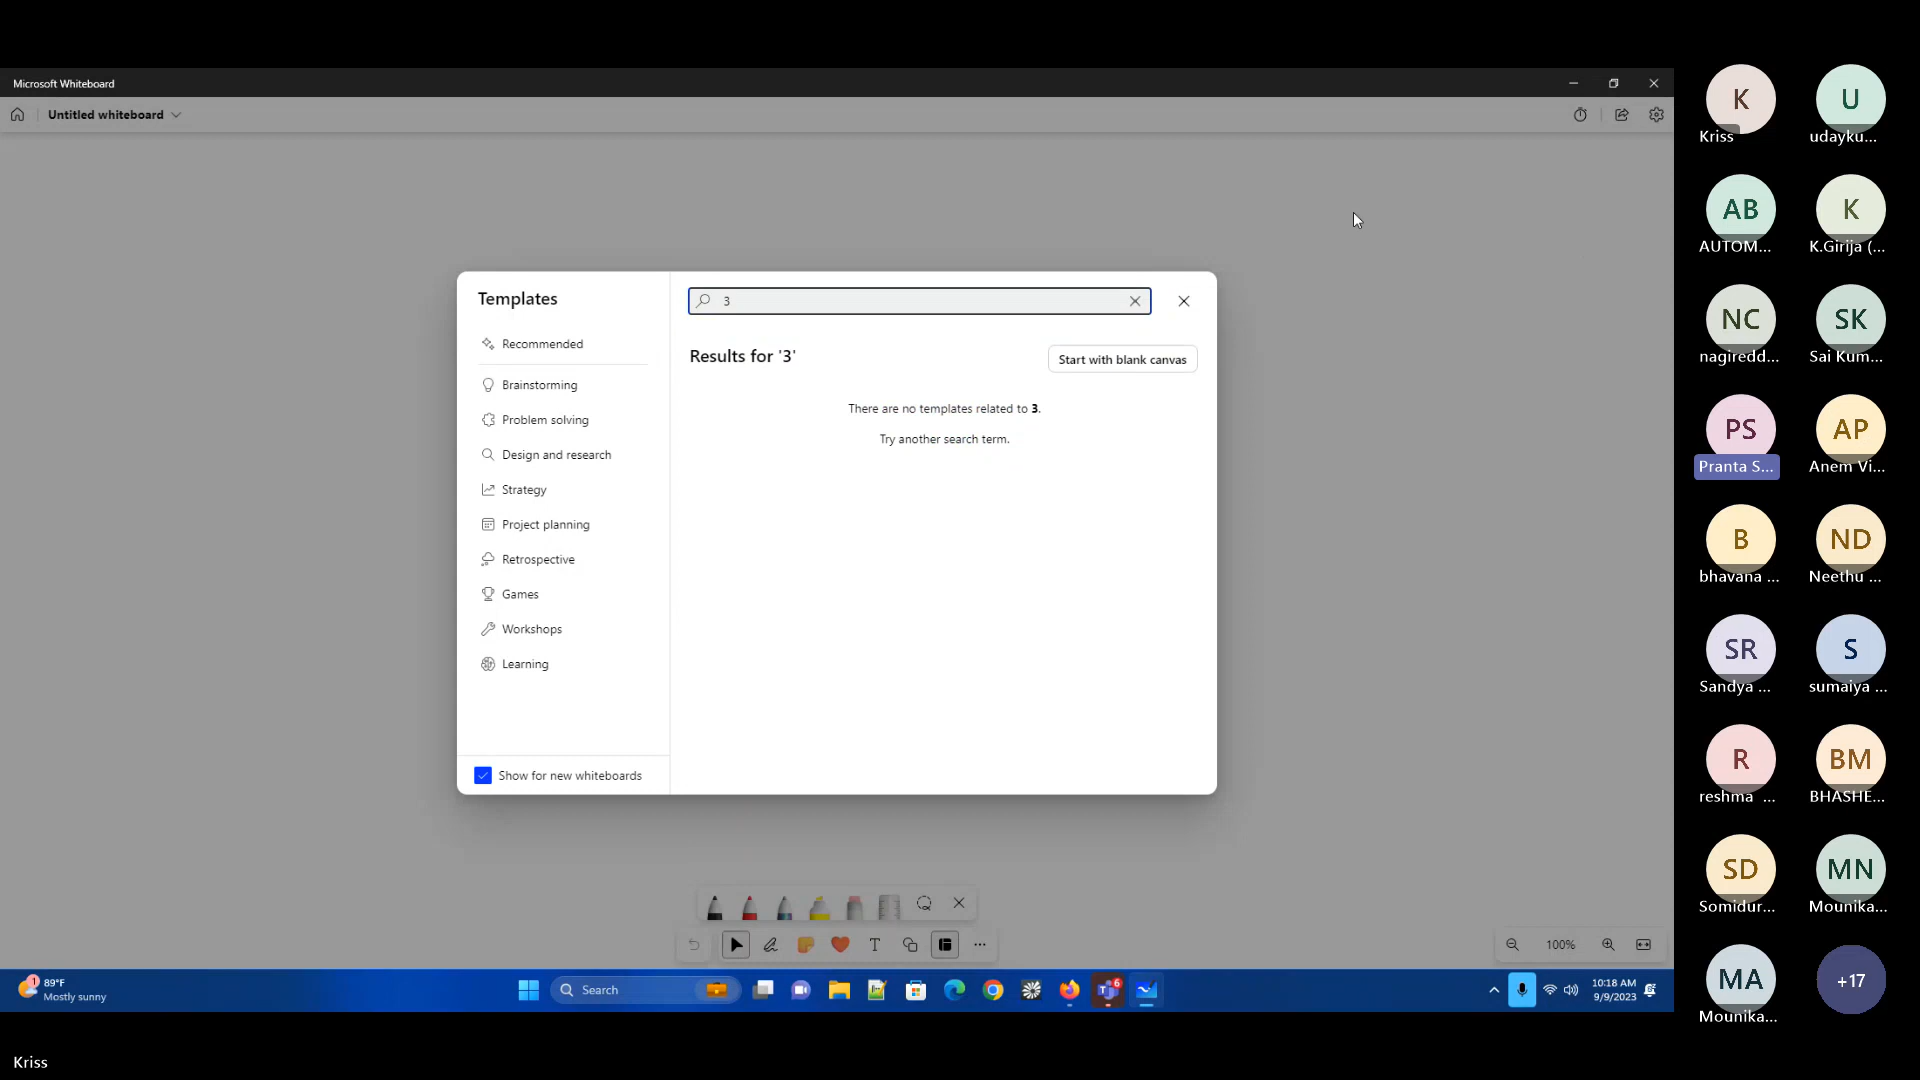 Microsoft Whiteboard
Untitled whiteboard
Templates
Recommended
Brainstorming
Problem solving
Design and research
Strategy
Project planning
Retrospective
Games
Workshops
Learning
Show for new whiteboards
3
Results for '3'
Start with blank canvas
There are no templates related to 3.
Try another search term.
100%
1
89°F
Mostly sunny
Search
6
10:18 AM
9/9/2023
K
Kriss
U
udayku...
AB
AUTOM...
K
K.Girija (...
NC
nagiredd...
SK
Sai Kum...
PS
Pranta S...
AP
Anem Vi...
B
bhavana ...
ND
Neethu ...
SR
Sandya ...
S
sumaiya ...
R
reshma ...
BM
BHASHE...
SD
Somidur...
MN
Mounika...
MA
Mounika...
+17
Kriss